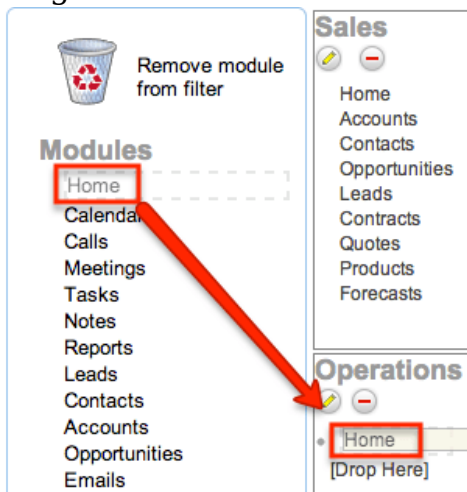 Remove module
from filter
Modules
Home
Calendar
Calls
Meetings
Tasks
Notes
Reports
Leads
Contacts
Accounts
Opportunities
Emails
Sales
Home
Accounts
Contacts
Opportunities
Leads
Contracts
Quotes
Products
Forecasts
Operations
Home
[Drop Here]